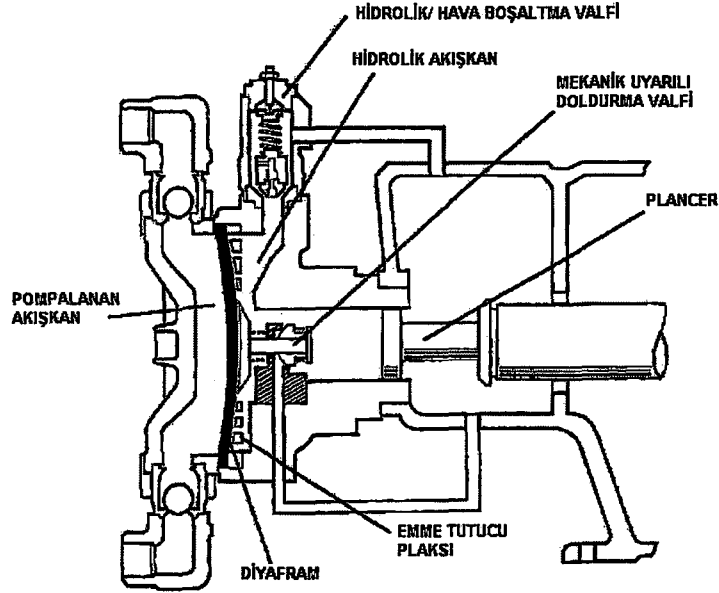 HİDROLİK/ HAVA BOŞALTMA VALFİ
HİDROLİK AKIŞKAN
MEKANİK UYARILI
DOLDURMA VALFİ
PLANCER
POMPALANAN
AKIŞKAN
EMME TUTUCU
PLAKSI
DİYAFRAM